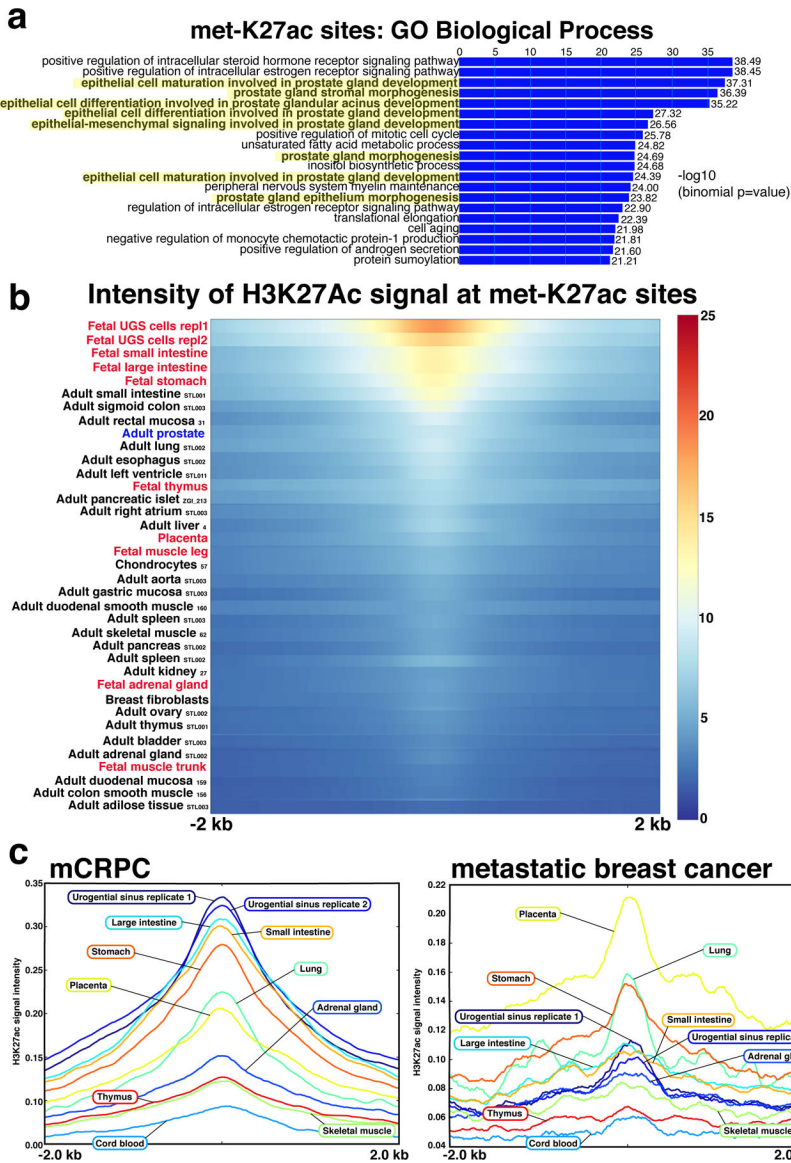 a
met-K27ac sites: GO Biological Process
0 5 10 15 20 25 30 35
positive regulation of intracellular steroid hormone receptor signaling pathway 38.49
positive regulation of intracellular estrogen receptor signaling pathway 38.45
epithelial cell maturation involved in prostate gland development 37.31
prostate gland stromal morphogenesis 36.39
epithelial cell differentiation involved in prostate glandular acinus development 35.22
epithelial cell differentiation involved in prostate gland development 27.32
epithelial-mesenchymal signaling involved in prostate gland development 26.56
positive regulation of mitotic cell cycle 25.78
unsaturated fatty acid metabolic process 24.82
prostate gland morphogenesis 24.69
inositol biosynthetic process 24.68
epithelial cell maturation involved in prostate gland development 24.39
peripheral nervous system myelin maintenance 24.00
prostate gland epithelium morphogenesis 23.82
regulation of intracellular estrogen receptor signaling pathway 22.90
translational elongation 22.39
cell aging 21.98
negative regulation of monocyte chemotactic protein-1 production 21.81
positive regulation of androgen secretion 21.60
protein sumoylation 21.21
-log10
(binomial p=value)
b
Intensity of H3K27Ac signal at met-K27ac sites
Fetal UGS cells repl1
Fetal UGS cells repl2
Fetal small intestine
Fetal large intestine
Fetal stomach
Adult small intestine STL001
Adult sigmoid colon STL003
Adult rectal mucosa 31
Adult prostate
Adult lung STL002
Adult esophagus STL002
Adult left ventricle STL011
Fetal thymus
Adult pancreatic islet ZGI_213
Adult right atrium STL003
Adult liver 4
Placenta
Fetal muscle leg
Chondrocytes 57
Adult aorta STL003
Adult gastric mucosa STL003
Adult duodenal smooth muscle 160
Adult spleen STL003
Adult skeletal muscle 62
Adult pancreas STL002
Adult spleen STL002
Adult kidney 27
Fetal adrenal gland
Breast fibroblasts
Adult ovary STL002
Adult thymus STL001
Adult bladder STL003
Adult adrenal gland STL002
Fetal muscle trunk
Adult duodenal mucosa 159
Adult colon smooth muscle 156
Adult adilose tissue STL003
-2 kb 2 kb
25
20
15
10
5
0
c
mCRPC
0.35
0.30
0.25
0.20
0.15
0.10
0.05
0.00
H3K27ac signal intensity
Urogential sinus replicate 1
Urogential sinus replicate 2
Large intestine
Small intestine
Stomach
Lung
Placenta
Adrenal gland
Thymus
Skeletal muscle
Cord blood
-2.0 kb 2.0 kb
metastatic breast cancer
0.22
0.20
0.18
0.16
0.14
0.12
0.10
0.08
0.06
0.04
H3K27ac signal intensity
Placenta
Lung
Stomach
Urogential sinus replicate 1
Small intestine
Large intestine
Urogential sinus replica
Adrenal gl
Thymus
Skeletal muscle
Cord blood
-2.0 kb 2.0